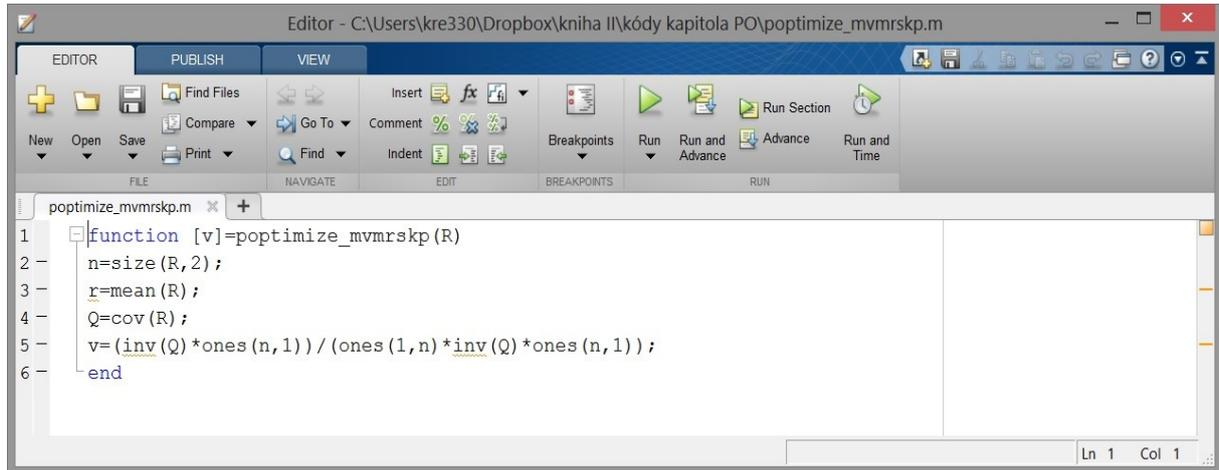 Editor - C:\Users\kre330\Dropbox\kniha II\kódy kapitola PO\poptimize_mvmrskp.m
EDITOR PUBLISH VIEW
New Open Save Find Files Compare Print
Go To Find
Insert fx Comment % Indent
Breakpoints
Run Run and Advance Run Section Advance Run and Time
FILE NAVIGATE EDIT BREAKPOINTS RUN
poptimize_mvmrskp.m
1 function [v]=poptimize_mvmrskp(R)
2 n=size(R,2);
3 r=mean(R);
4 Q=cov(R);
5 v=(inv(Q)*ones(n,1))/(ones(1,n)*inv(Q)*ones(n,1));
6 end
Ln 1 Col 1